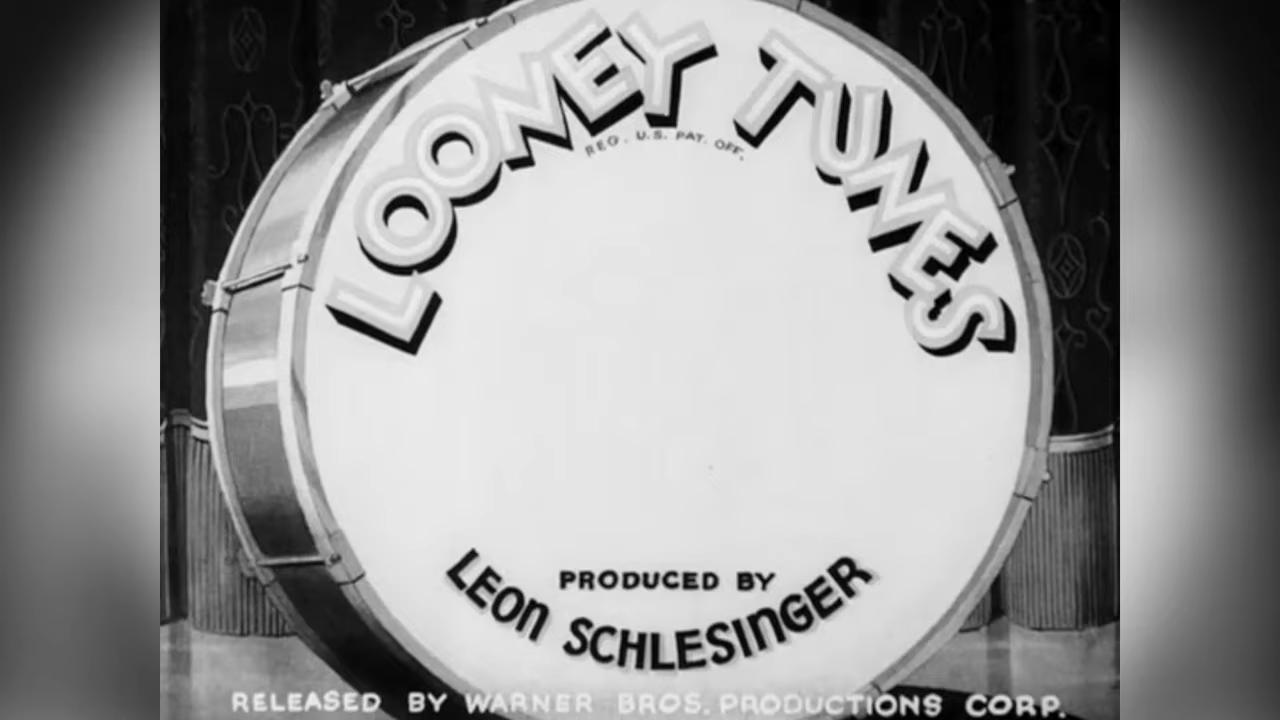 LOONEY TUNES
REG. U.S. PAT. OFF.
PRODUCED BY
LEON SCHLESINGER
RELEASED BY WARNER BROS. PRODUCTIONS CORP.